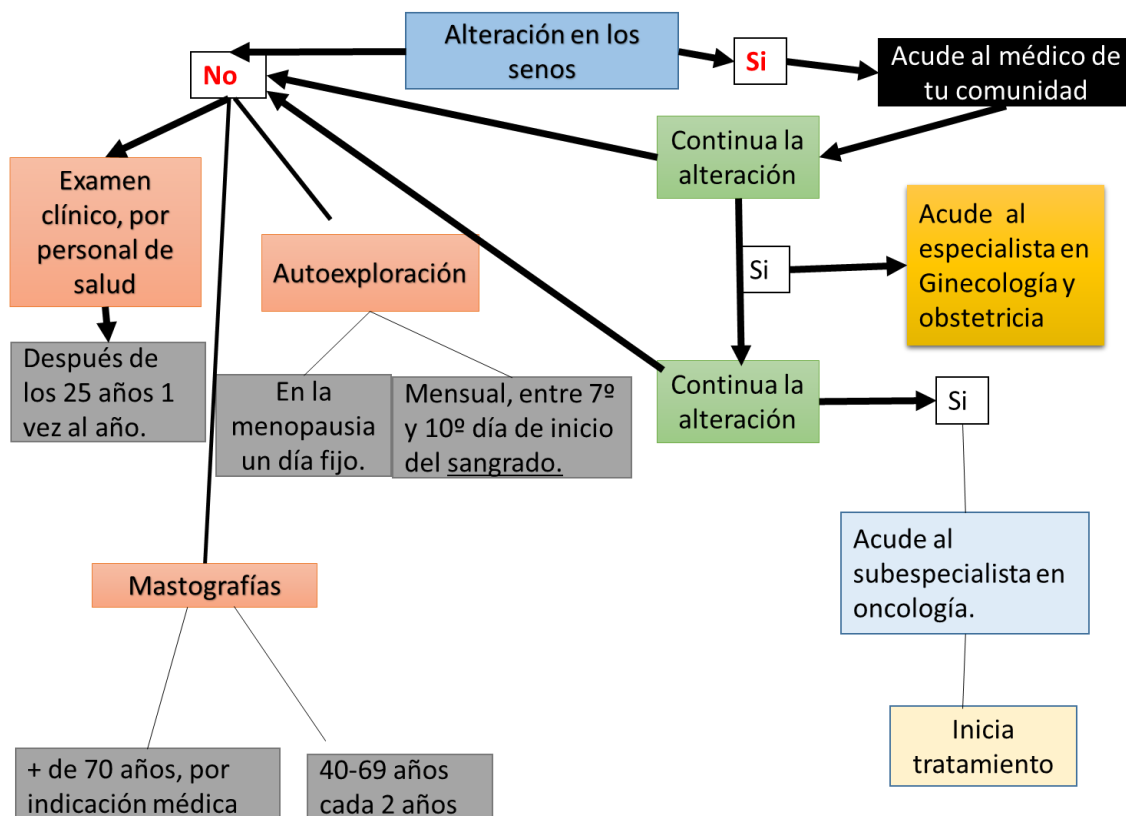 Alteración en los
senos
Si
Acude al médico de
tu comunidad
No
Continua la
alteración
Examen
clínico, por
personal de
salud
Autoexploración
Si
Acude  al
especialista en
Ginecología y
obstetricia
Después de
los 25 años 1
vez al año.
En la
menopausia
un día fijo.
Mensual, entre 7º
y 10º día de inicio
del sangrado.
Continua la
alteración
Si
Acude al
subespecialista en
oncología.
Mastografías
Inicia
tratamiento
+ de 70 años, por
indicación médica
40-69 años
cada 2 años